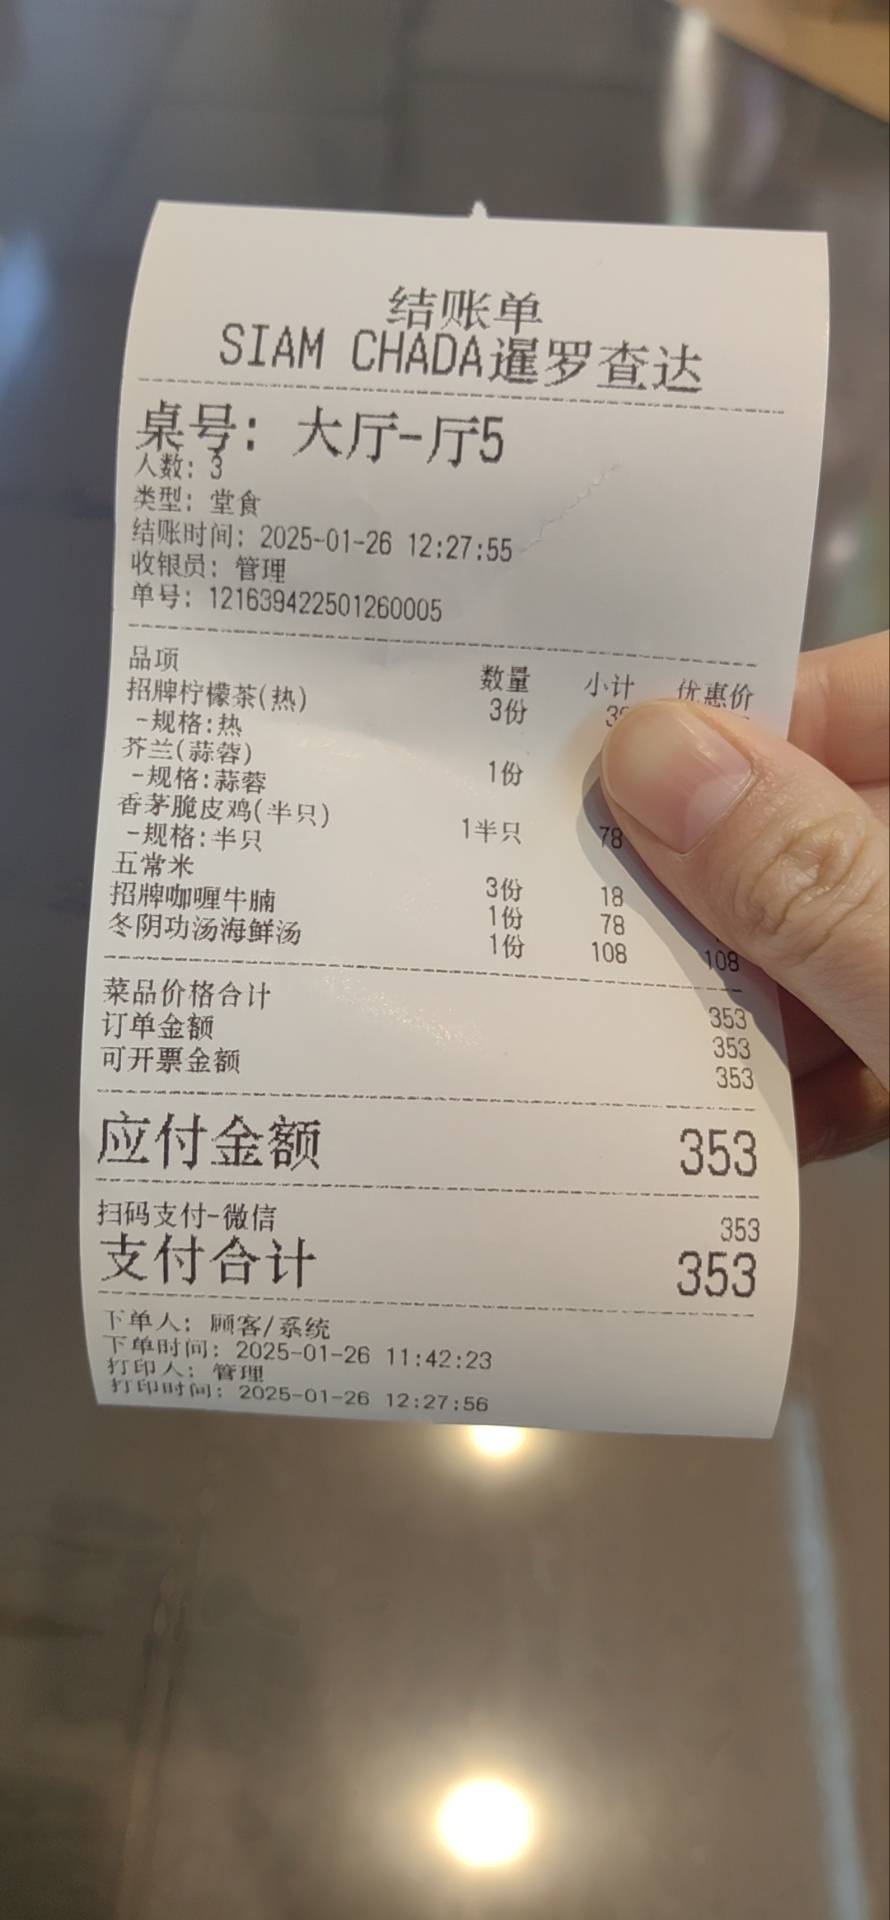 结账单
SIAM CHADA暹罗查达
桌号: 大厅-厅5
人数: 3
类型: 堂食
结账时间: 2025-01-26 12:27:55
收银员: 管理
单号: 121639422501260005
品项 数量 小计 优惠价
招牌柠檬茶(热) 3份
-规格:热
芥兰(蒜蓉) 1份
-规格:蒜蓉
香茅脆皮鸡(半只) 1半只 78
-规格:半只
五常米 3份 18
招牌咖喱牛腩 1份 78
冬阴功汤海鲜汤 1份 108 108
菜品价格合计 353
订单金额 353
可开票金额 353
应付金额 353
扫码支付-微信 353
支付合计 353
下单人: 顾客/系统
下单时间: 2025-01-26 11:42:23
打印人: 管理
打印时间: 2025-01-26 12:27:56